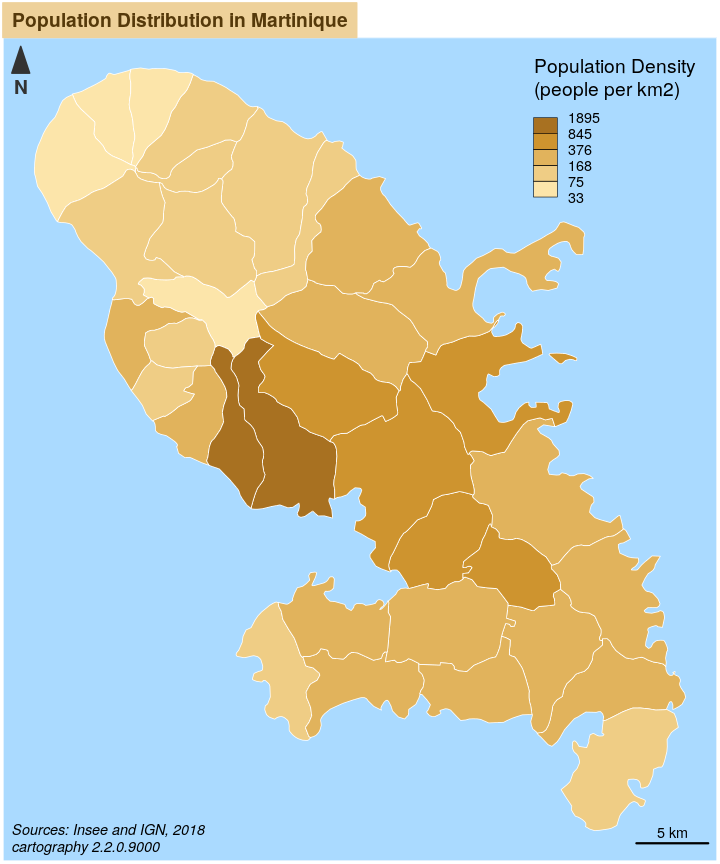 Population Distribution in Martinique
N
Population Density
(people per km2)
1895
845
376
168
75
33
Sources: Insee and IGN, 2018
cartography 2.2.0.9000
5 km